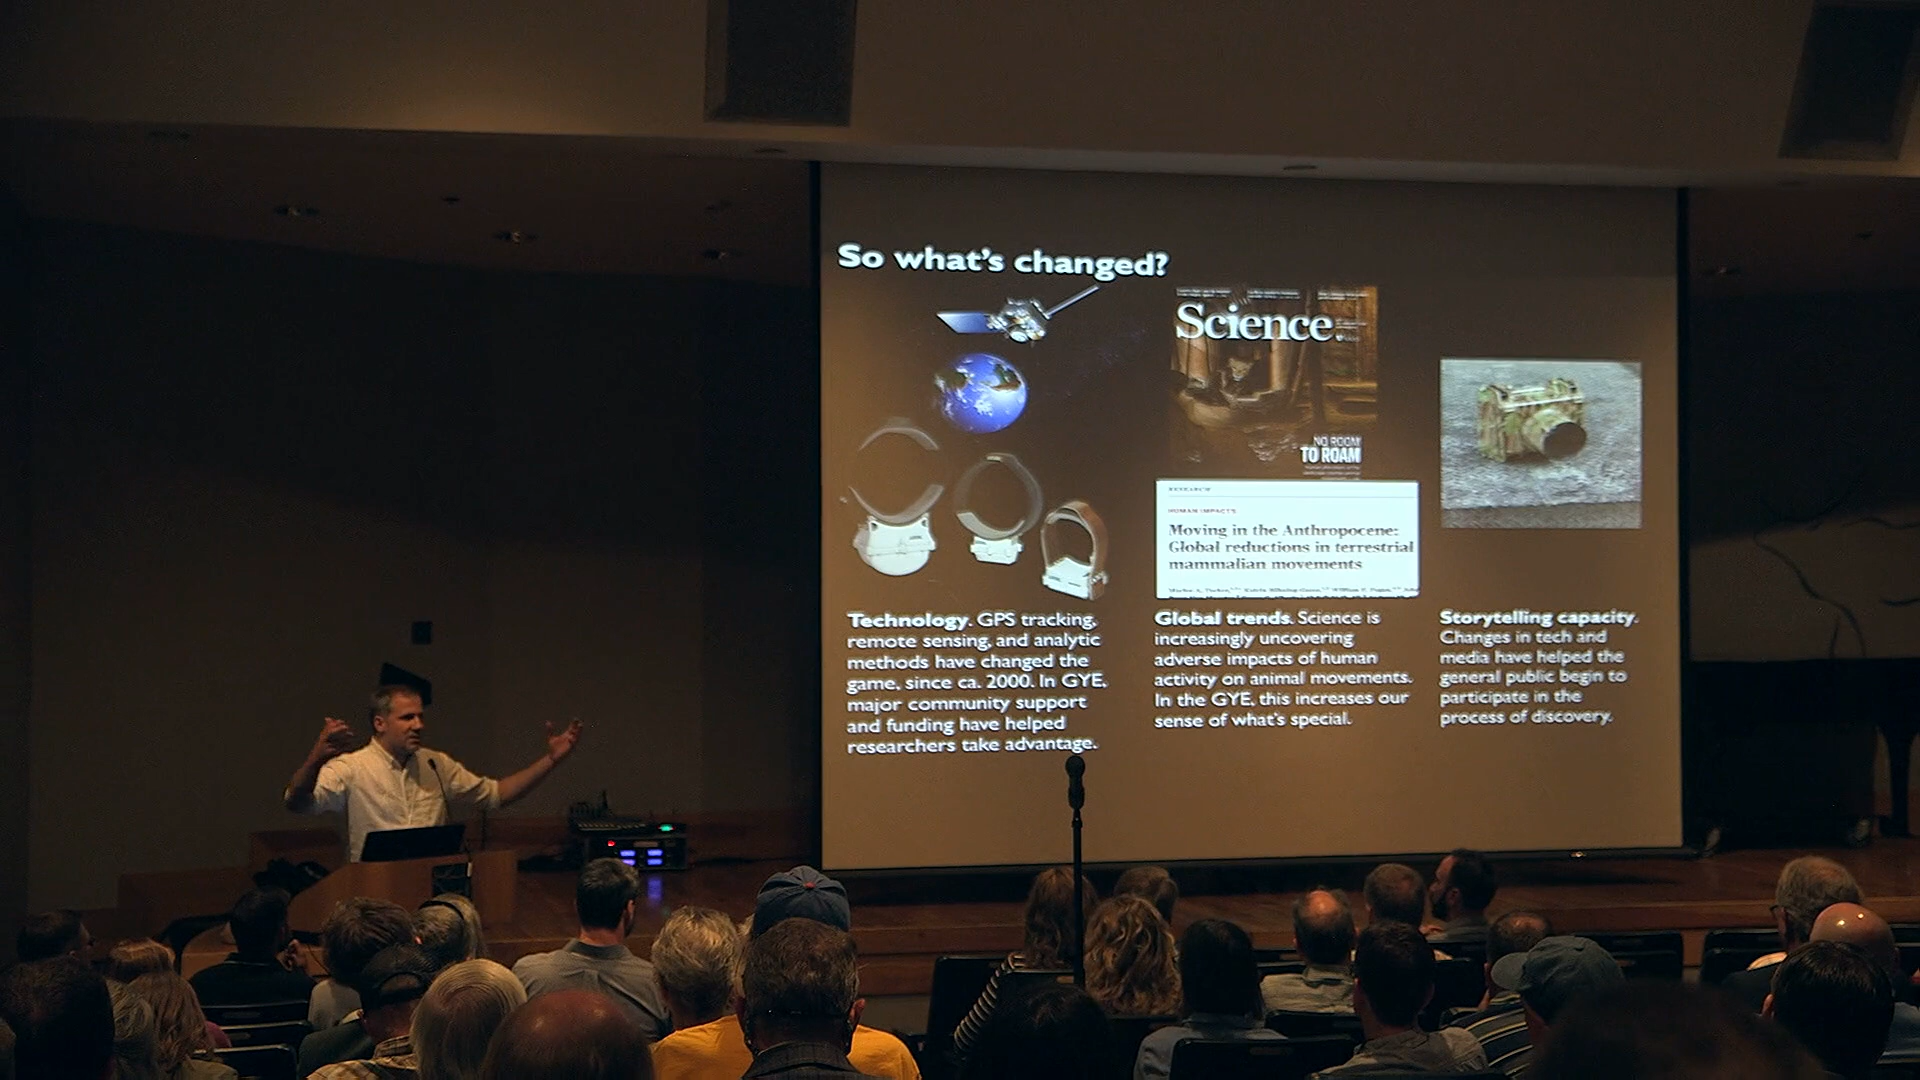 So what's changed?
Science
NO ROOM
TO ROAM
RESEARCH
HUMAN IMPACTS
Moving in the Anthropocene:
Global reductions in terrestrial
mammalian movements
Technology. GPS tracking,
remote sensing, and analytic
methods have changed the
game, since ca. 2000. In GYE,
major community support
and funding have helped
researchers take advantage.
Global trends. Science is
increasingly uncovering
adverse impacts of human
activity on animal movements.
In the GYE, this increases our
sense of what's special.
Storytelling capacity.
Changes in tech and
media have helped the
general public begin to
participate in the
process of discovery.